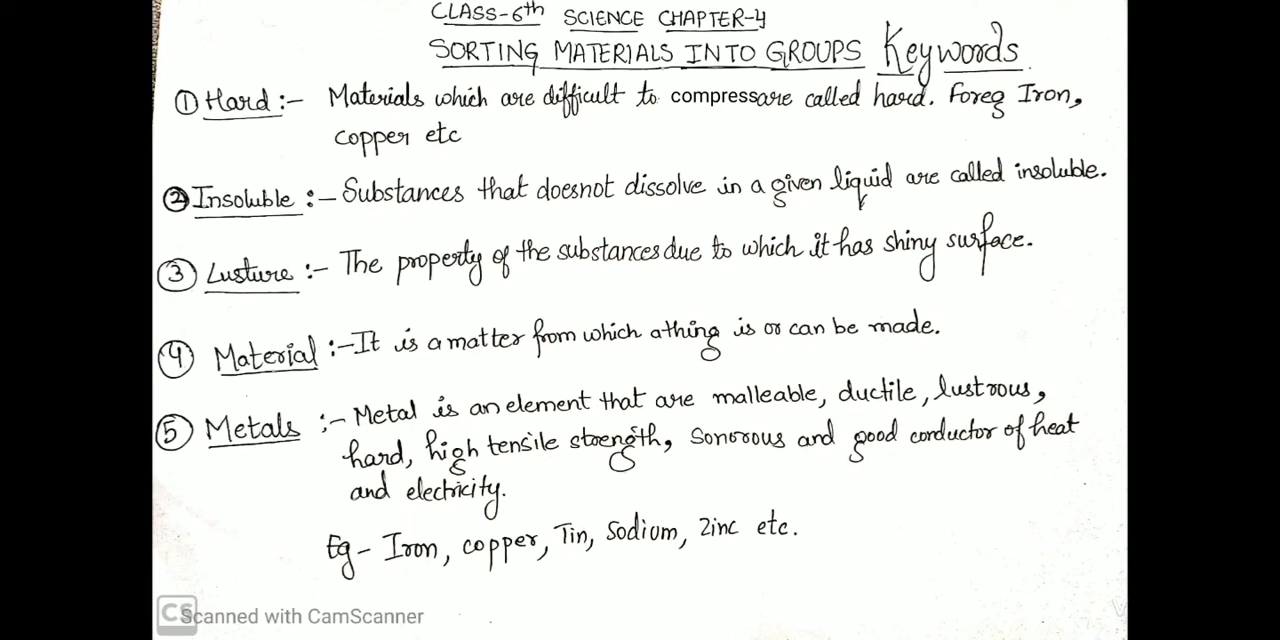 CLASS-6th SCIENCE CHAPTER-4
SORTING MATERIALS INTO GROUPS Keywords
① Hard :- Materials which are difficult to compress are called hard. Foreg Iron,
copper etc
② Insoluble :- Substances that doesnot dissolve in a given liquid are called insoluble.
③ Lusture :- The property of the substances due to which it has shiny surface.
④ Material :- It is a matter from which a thing is or can be made.
⑤ Metals :- Metal is an element that are malleable, ductile, lustrous,
hard, high tensile strength, sonorous and good conductor of heat
and electricity.
Eg - Iron, copper, Tin, Sodium, Zinc etc.
CS Scanned with CamScanner